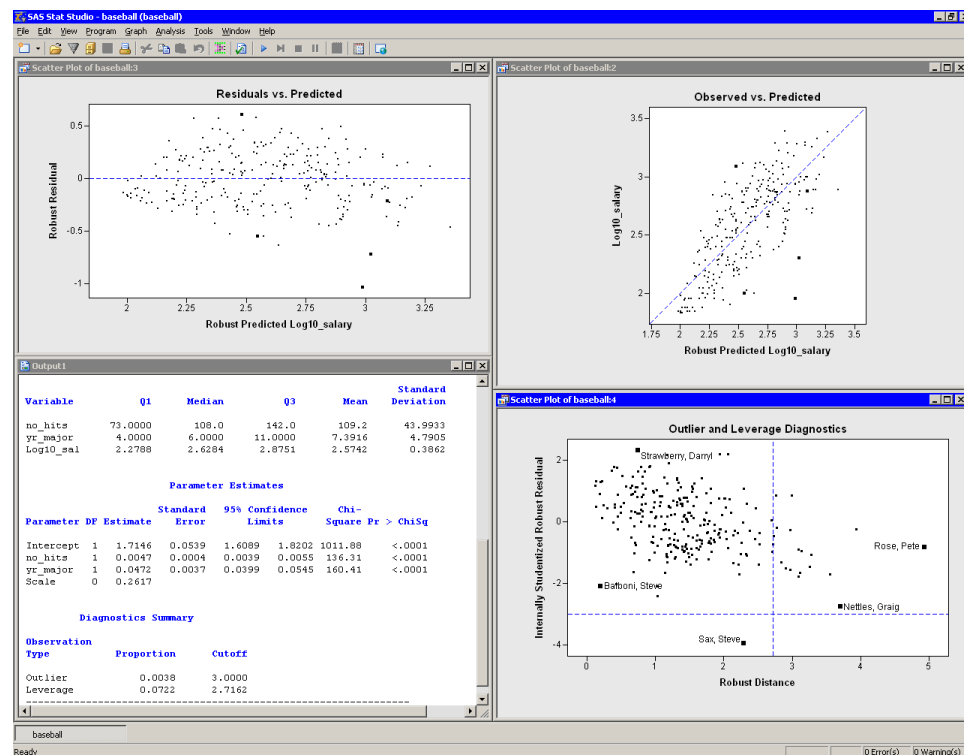 SAS Stat Studio - baseball (baseball)
File Edit View Program Graph Analysis Tools Window Help
Scatter Plot of baseball:3
Residuals vs. Predicted
0.5
0
-0.5
-1
Robust Residual
2 2.25 2.5 2.75 3 3.25
Robust Predicted Log10_salary
Scatter Plot of baseball:2
Observed vs. Predicted
3.5
3
2.5
2
Log10_salary
1.75 2 2.25 2.5 2.75 3 3.25 3.5
Robust Predicted Log10_salary
Output1
Standard
Variable Q1 Median Q3 Mean Deviation
no_hits 73.0000 108.0 142.0 109.2 43.9933
yr_major 4.0000 6.0000 11.0000 7.3916 4.7905
Log10_sal 2.2788 2.6284 2.8751 2.5742 0.3862
Parameter Estimates
Standard 95% Confidence Chi-
Parameter DF Estimate Error Limits Square Pr > ChiSq
Intercept 1 1.7146 0.0539 1.6089 1.8202 1011.88 <.0001
no_hits 1 0.0047 0.0004 0.0039 0.0055 136.31 <.0001
yr_major 1 0.0472 0.0037 0.0399 0.0545 160.41 <.0001
Scale 0 0.2617
Diagnostics Summary
Observation
Type Proportion Cutoff
Outlier 0.0038 3.0000
Leverage 0.0722 2.7162
Scatter Plot of baseball:4
Outlier and Leverage Diagnostics
2
0
-2
-4
Internally Studentized Robust Residual
Strawberry, Darryl
Rose, Pete
Balboni, Steve
Nettles, Graig
Sax, Steve
0 1 2 3 4 5
Robust Distance
baseball
Ready
0 Error(s) 0 Warning(s)